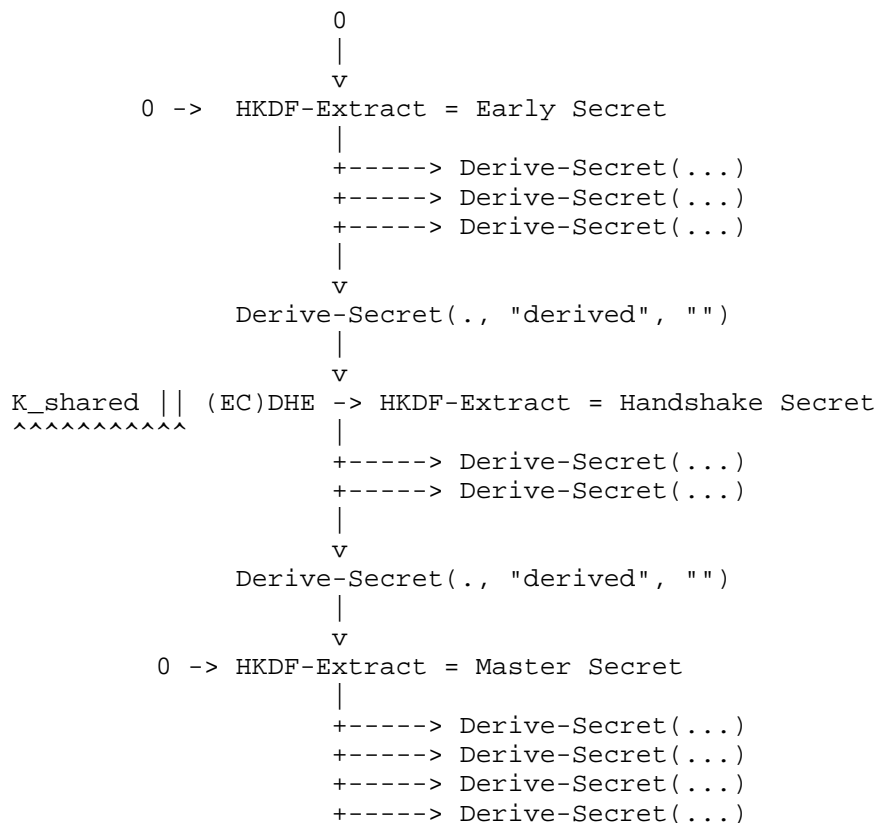 0
                                    |
                                    v
                  0 ->  HKDF-Extract = Early Secret
                                    |
                                    +-----> Derive-Secret(...)
                                    +-----> Derive-Secret(...)
                                    +-----> Derive-Secret(...)
                                    |
                                    v
                          Derive-Secret(., "derived", "")
                                    |
                                    v
K_shared || (EC)DHE -> HKDF-Extract = Handshake Secret
^^^^^^^^^^^                         |
                                    +-----> Derive-Secret(...)
                                    +-----> Derive-Secret(...)
                                    |
                                    v
                          Derive-Secret(., "derived", "")
                                    |
                                    v
                   0 -> HKDF-Extract = Master Secret
                                    |
                                    +-----> Derive-Secret(...)
                                    +-----> Derive-Secret(...)
                                    +-----> Derive-Secret(...)
                                    +-----> Derive-Secret(...)